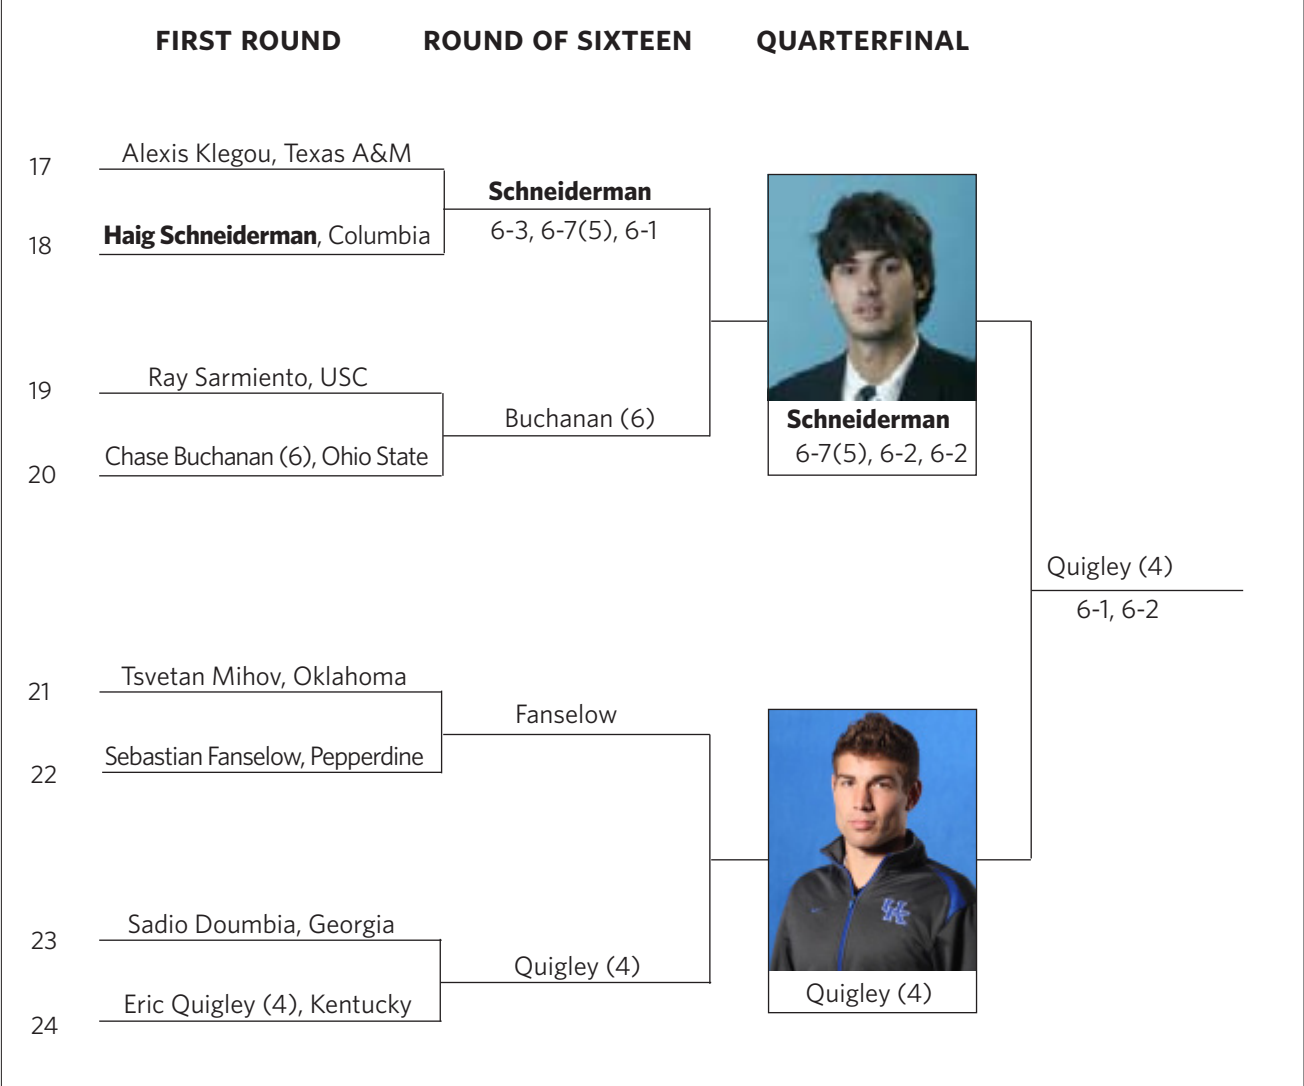 FIRST ROUND ROUND OF SIXTEEN QUARTERFINAL
17 Alexis Klegou, Texas A&M
Schneiderman
6-3, 6-7(5), 6-1
18 Haig Schneiderman, Columbia
19 Ray Sarmiento, USC
Buchanan (6)
20 Chase Buchanan (6), Ohio State
Schneiderman
6-7(5), 6-2, 6-2
Quigley (4)
6-1, 6-2
21 Tsvetan Mihov, Oklahoma
Fanselow
22 Sebastian Fanselow, Pepperdine
23 Sadio Doumbia, Georgia
Quigley (4)
24 Eric Quigley (4), Kentucky
UK
Quigley (4)